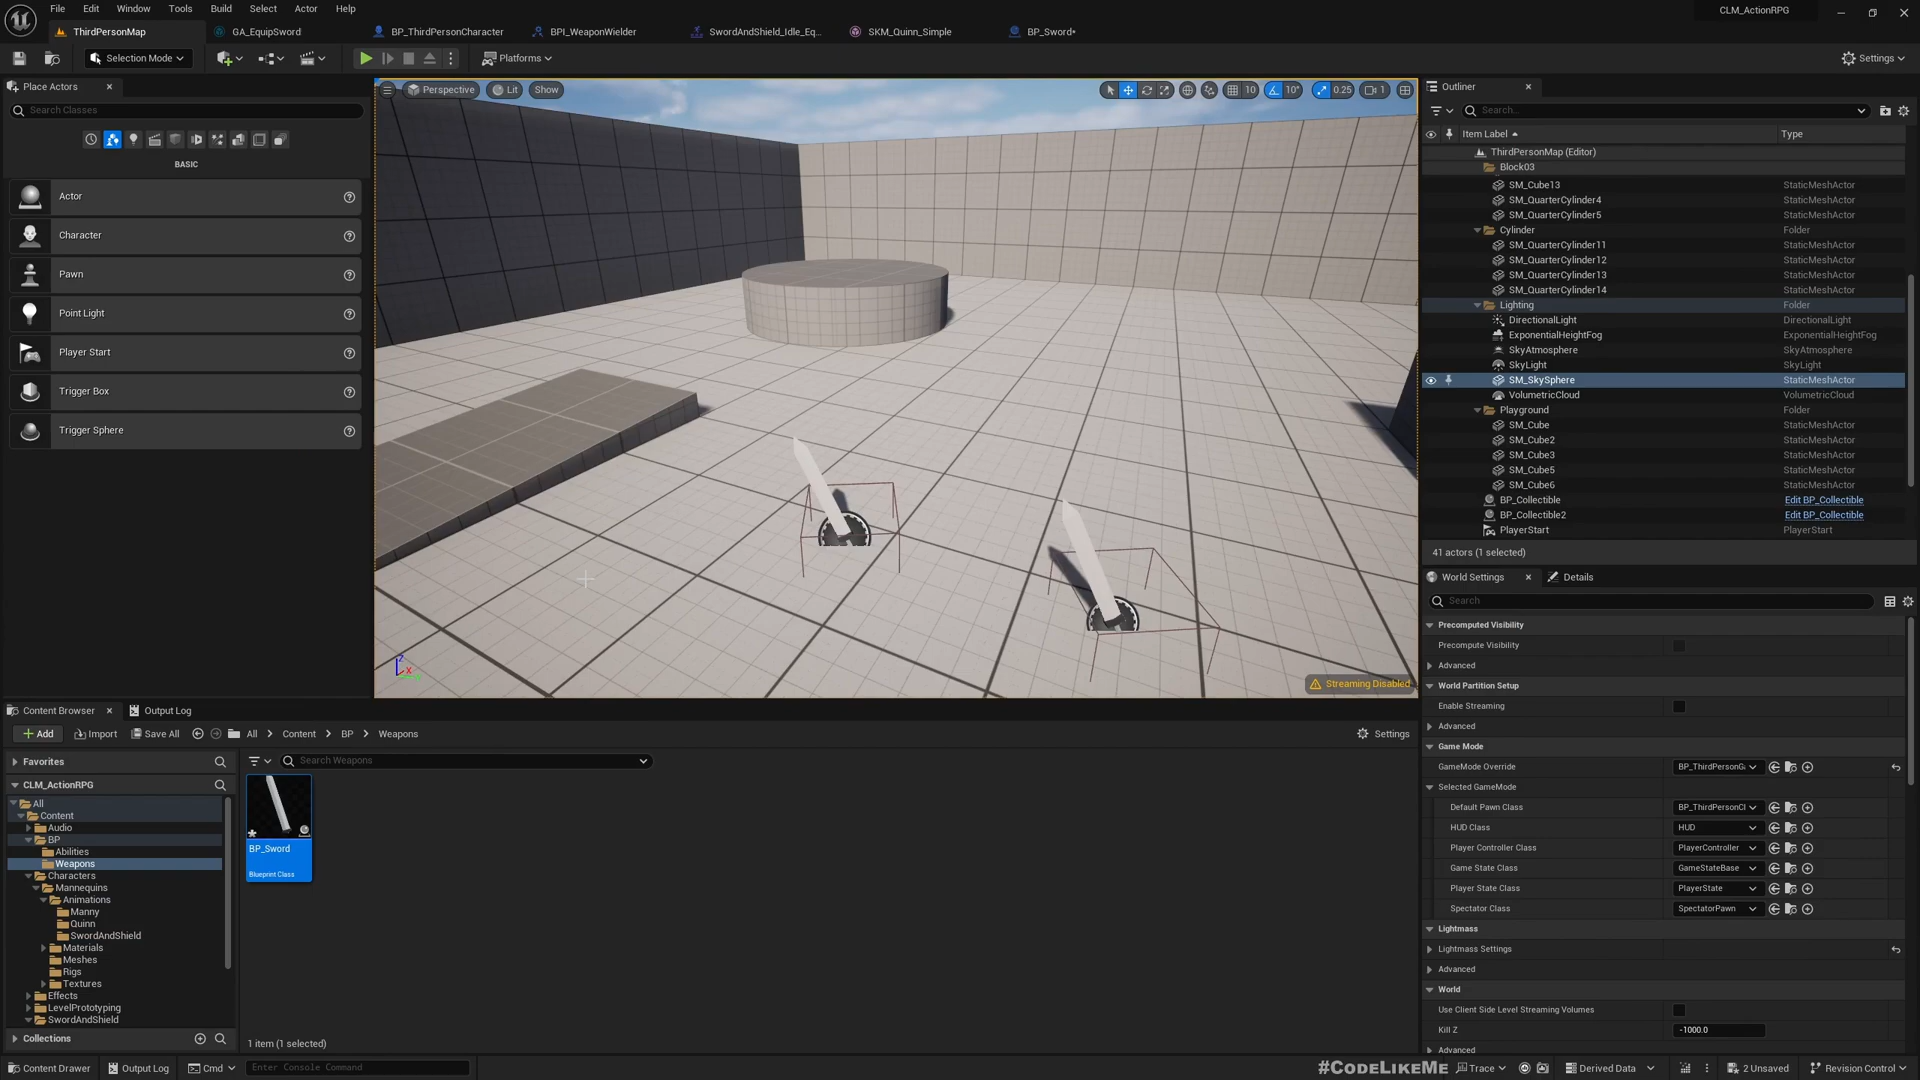 File Edit Window Tools Build Select Actor Help
CLM_ActionRPG
ThirdPersonMap GA_EquipSword BP_ThirdPersonCharacter BPI_WeaponWielder SwordAndShield_Idle_Eq... SKM_Quinn_Simple BP_Sword*
Selection Mode Platforms Settings
Place Actors
Search Classes
BASIC
Actor
Character
Pawn
Point Light
Player Start
Trigger Box
Trigger Sphere
Perspective Lit Show 10 10° 0.25 1
Streaming Disabled
Outliner
Search...
Item Label Type
ThirdPersonMap (Editor)
Block03
SM_Cube13 StaticMeshActor
SM_QuarterCylinder4 StaticMeshActor
SM_QuarterCylinder5 StaticMeshActor
Cylinder Folder
SM_QuarterCylinder11 StaticMeshActor
SM_QuarterCylinder12 StaticMeshActor
SM_QuarterCylinder13 StaticMeshActor
SM_QuarterCylinder14 StaticMeshActor
Lighting Folder
DirectionalLight DirectionalLight
ExponentialHeightFog ExponentialHeightFog
SkyAtmosphere SkyAtmosphere
SkyLight SkyLight
SM_SkySphere StaticMeshActor
VolumetricCloud VolumetricCloud
Playground Folder
SM_Cube StaticMeshActor
SM_Cube2 StaticMeshActor
SM_Cube3 StaticMeshActor
SM_Cube5 StaticMeshActor
SM_Cube6 StaticMeshActor
BP_Collectible Edit BP_Collectible
BP_Collectible2 Edit BP_Collectible
PlayerStart PlayerStart
41 actors (1 selected)
World Settings Details
Search
Precomputed Visibility
Precompute Visibility
Advanced
World Partition Setup
Enable Streaming
Advanced
Game Mode
GameMode Override BP_ThirdPersonG
Selected GameMode
Default Pawn Class BP_ThirdPersonCl
HUD Class HUD
Player Controller Class PlayerController
Game State Class GameStateBase
Player State Class PlayerState
Spectator Class SpectatorPawn
Lightmass
Lightmass Settings
Advanced
World
Use Client Side Level Streaming Volumes
Kill Z -1000.0
Advanced
Content Browser Output Log
Add Import Save All All > Content > BP > Weapons Settings
Favorites
CLM_ActionRPG
All
Content
Audio
BP
Abilities
Weapons
Characters
Mannequins
Animations
Manny
Quinn
SwordAndShield
Materials
Meshes
Rigs
Textures
Effects
LevelPrototyping
SwordAndShield
Collections
Search Weapons
BP_Sword
Blueprint Class
1 item (1 selected)
Content Drawer Output Log Cmd Enter Console Command #CodeLikeMe Trace Derived Data 2 Unsaved Revision Control